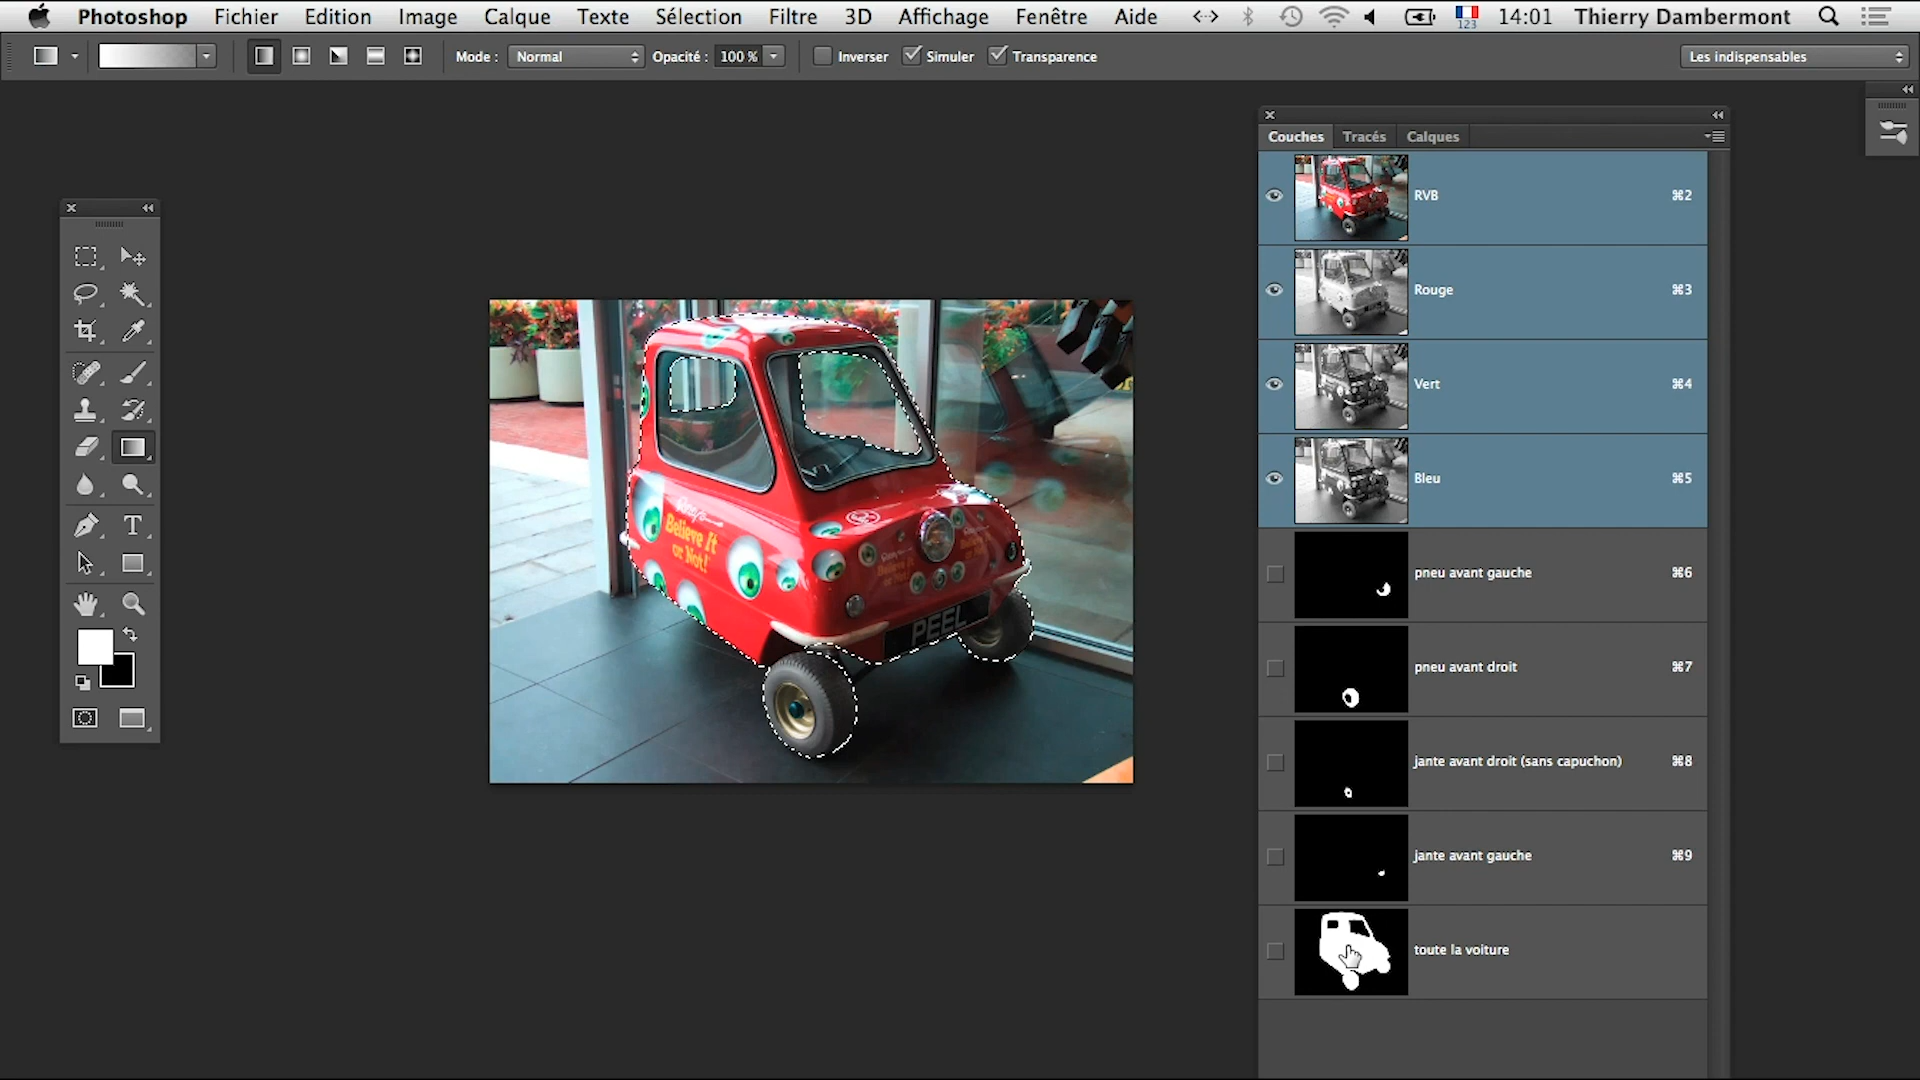 Photoshop Fichier Edition Image Calque Texte Sélection Filtre 3D Affichage Fenêtre Aide 123 14:01 Thierry Dambermont
Mode : Normal Opacité : 100 % Inverser Simuler Transparence Les indispensables
Couches Tracés Calques
RVB ⌘2
Rouge ⌘3
Vert ⌘4
Bleu ⌘5
pneu avant gauche ⌘6
pneu avant droit ⌘7
jante avant droit (sans capuchon) ⌘8
jante avant gauche ⌘9
toute la voiture
T
Believe It
or Not!
PEEL